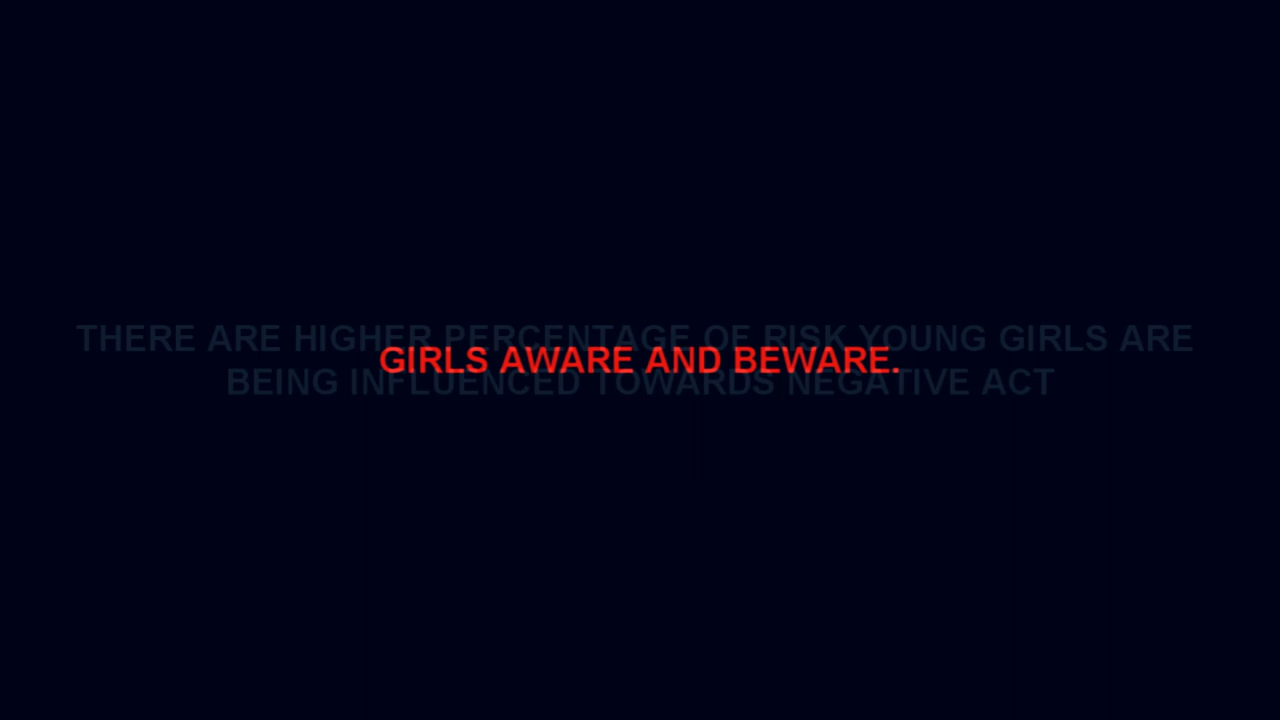 THERE ARE HIGHER PERCENTAGE OF RISK YOUNG GIRLS ARE
GIRLS AWARE AND BEWARE.
BEING INFLUENCED TOWARDS NEGATIVE ACT